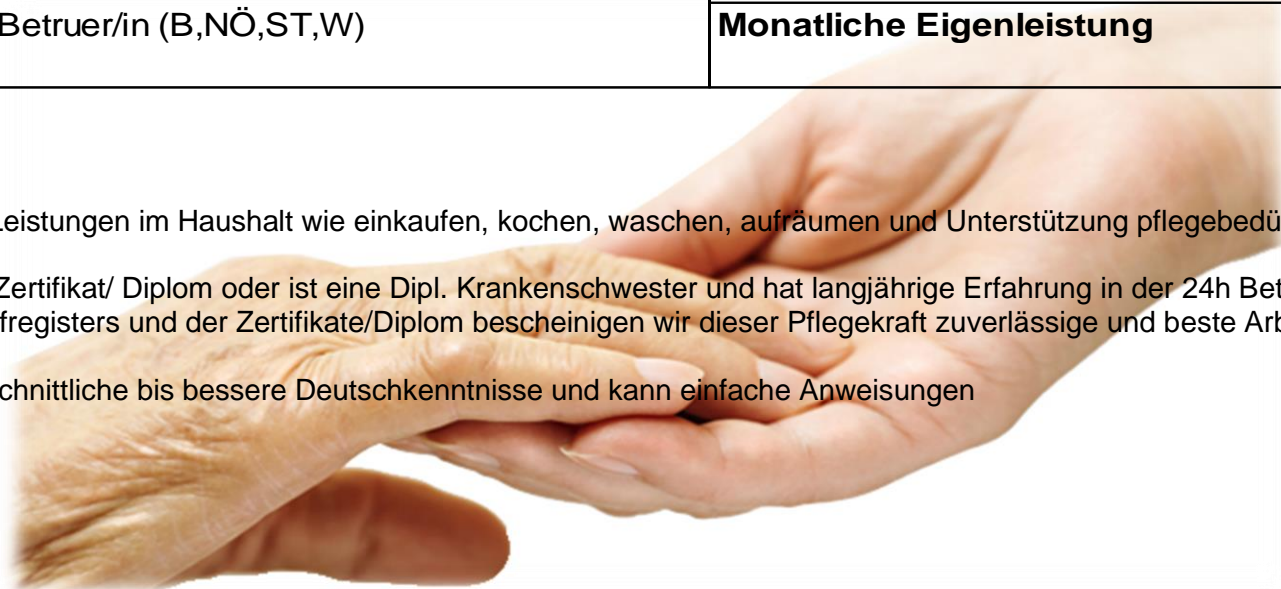 Betruer/in (B,NÖ,ST,W)
Monatliche Eigenleistung
Leistungen im Haushalt wie einkaufen, kochen, waschen, aufräumen und Unterstützung pflegebedü
Zertifikat/ Diplom oder ist eine Dipl. Krankenschwester und hat langjährige Erfahrung in der 24h Bet
fregisters und der Zertifikate/Diplom bescheinigen wir dieser Pflegekraft zuverlässige und beste Arb
chnittliche bis bessere Deutschkenntnisse und kann einfache Anweisungen